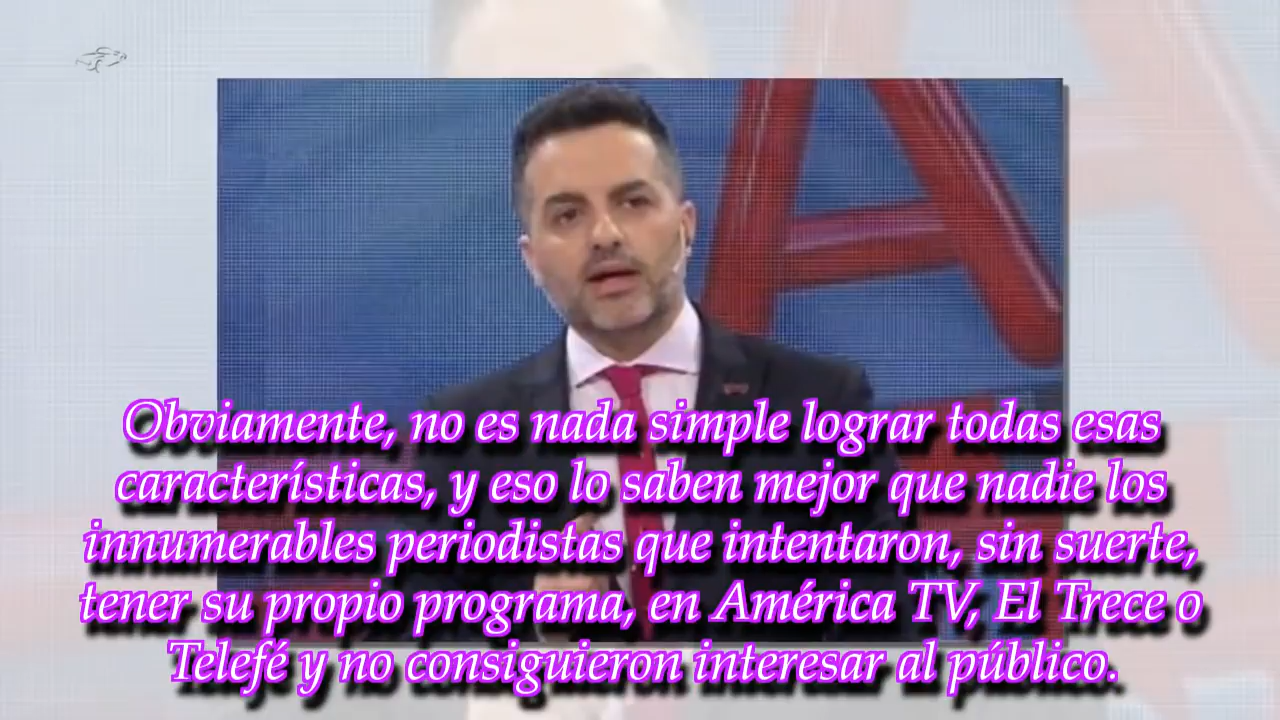 Obviamente, no es nada simple lograr todas esas
características, y eso lo saben mejor que nadie los
innumerables periodistas que intentaron, sin suerte,
tener su propio programa, en América TV, El Trece o
Telefé y no consiguieron interesar al público.